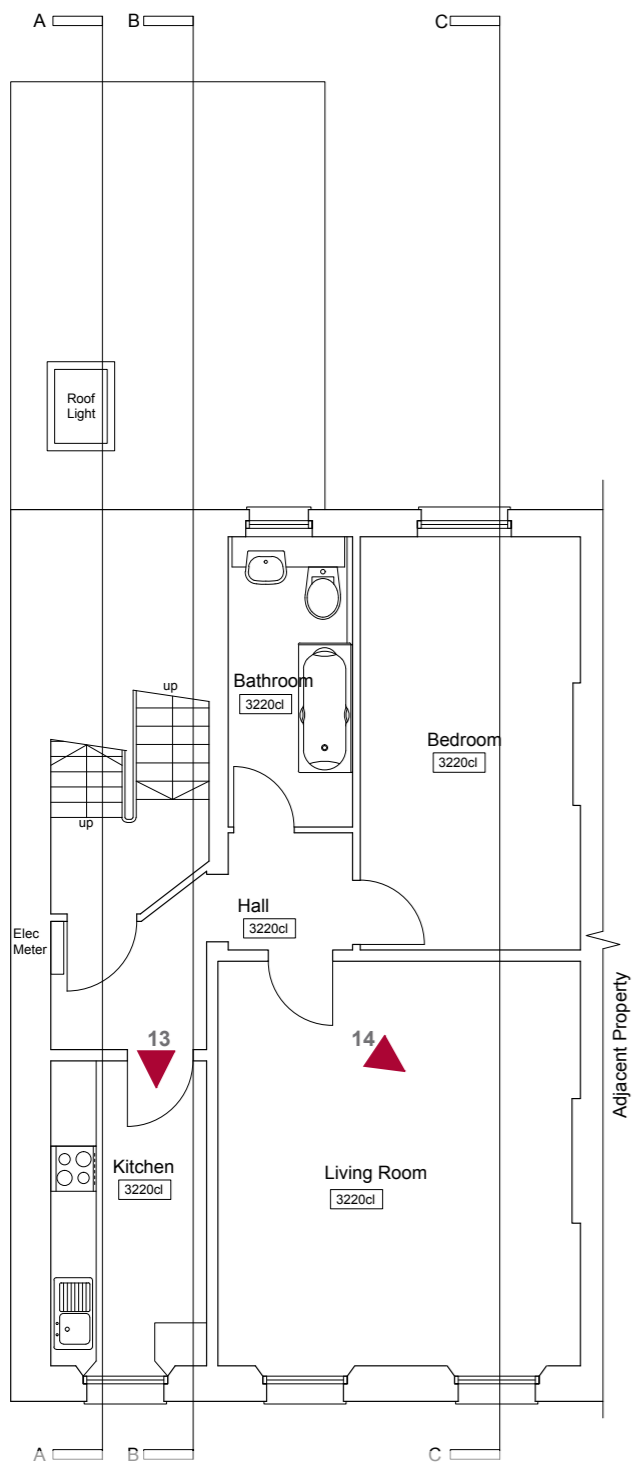 A
B
C
Roof
Light
up
Bathroom
3220cl
Bedroom
3220cl
up
Hall
3220cl
Elec
Meter
Adjacent Property
13
14
Kitchen
3220cl
Living Room
3220cl
A
B
C